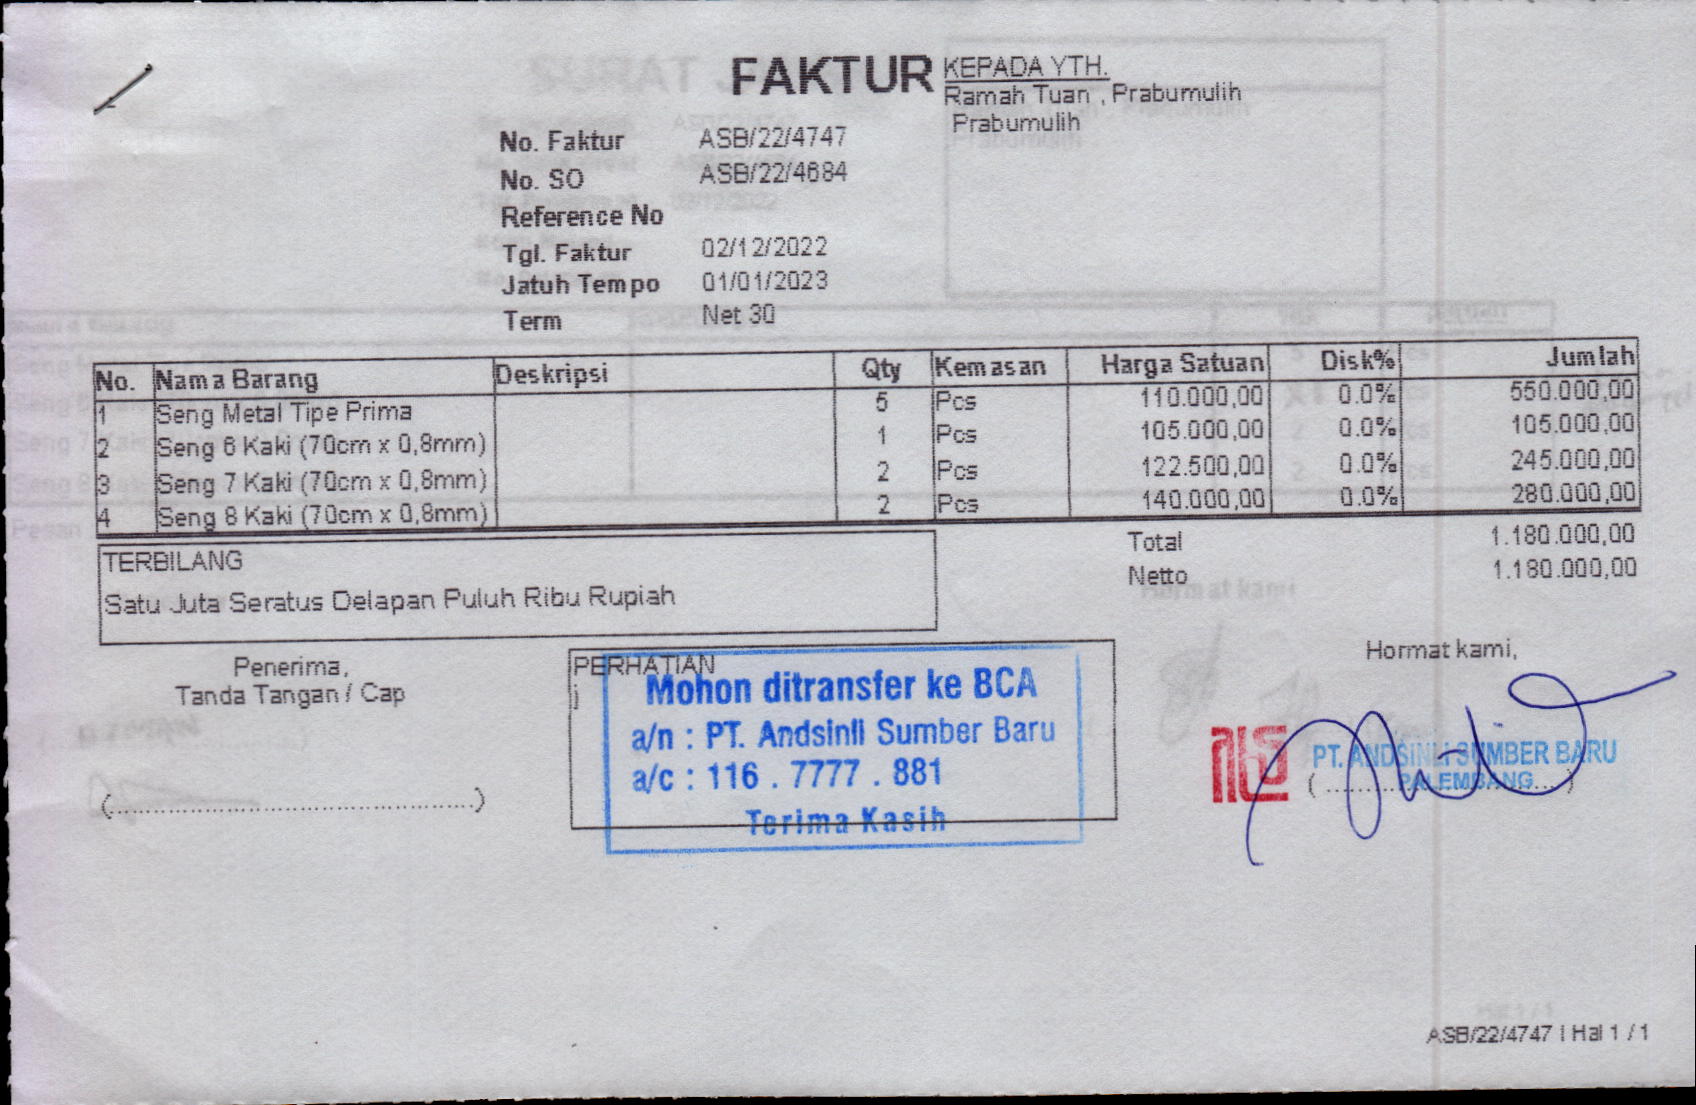 FAKTUR
KEPADA YTH.
Ramah Tuan , Prabumulih
Prabumulih
No. Faktur ASB/22/4747
No. SO ASB/22/4684
Reference No
Tgl. Faktur 02/12/2022
Jatuh Tempo 01/01/2023
Term Net 30
No. Nama Barang Deskripsi Qty Kemasan Harga Satuan Disk% Jumlah
1 Seng Metal Tipe Prima 5 Pcs 110.000,00 0.0% 550.000,00
2 Seng 6 Kaki (70cm x 0,8mm) 1 Pcs 105.000,00 0.0% 105.000,00
3 Seng 7 Kaki (70cm x 0,8mm) 2 Pcs 122.500,00 0.0% 245.000,00
4 Seng 8 Kaki (70cm x 0,8mm) 2 Pcs 140.000,00 0.0% 280.000,00
Total 1.180.000,00
Netto 1.180.000,00
TERBILANG
Satu Juta Seratus Delapan Puluh Ribu Rupiah
Penerima,
Tanda Tangan / Cap
(................................................)
PERHATIAN
j
Mohon ditransfer ke BCA
a/n : PT. Andsinli Sumber Baru
a/c : 116 . 7777 . 881
Terima Kasih
Hormat kami,
PT. ANDSINLI SUMBER BARU
PALEMBANG
ASB/22/4747 | Hal 1 / 1